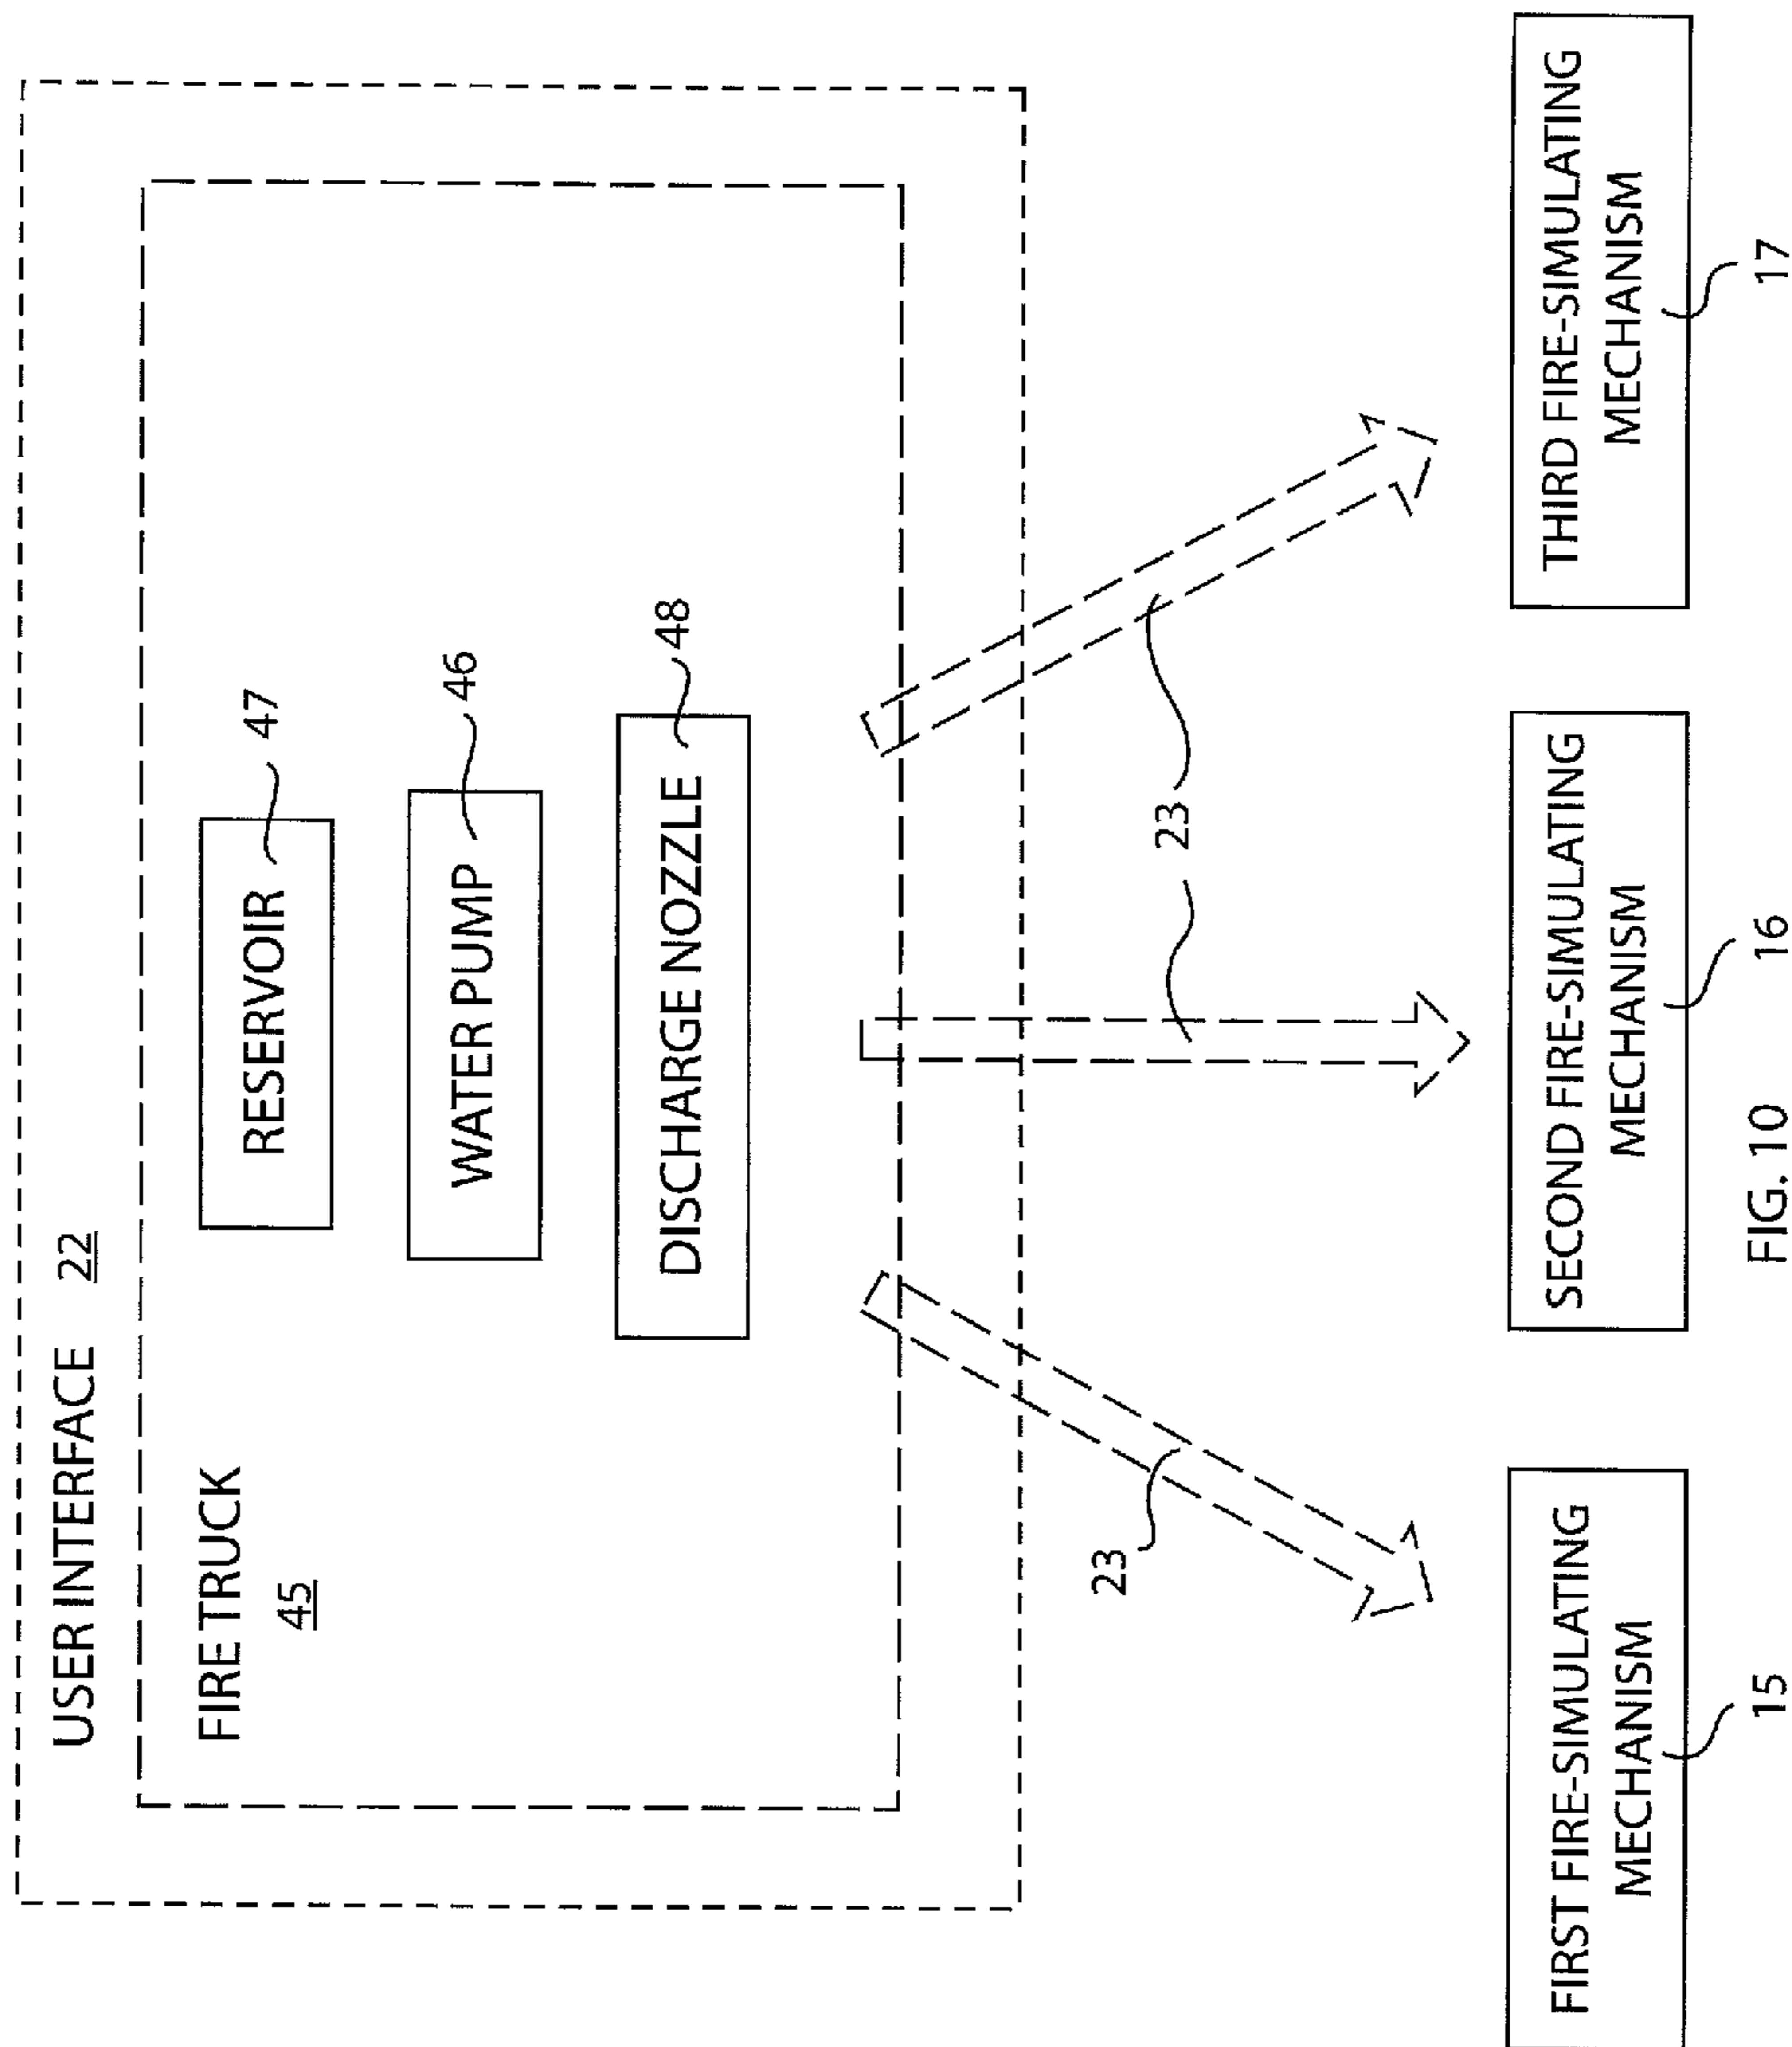 USER INTERFACE 22
FIRE TRUCK
45
RESERVOIR 47
WATER PUMP 46
DISCHARGE NOZZLE 48
23
23
FIRST FIRE-SIMULATING
MECHANISM
15
SECOND FIRE-SIMULATING
MECHANISM
16
THIRD FIRE-SIMULATING
MECHANISM
17
FIG. 10